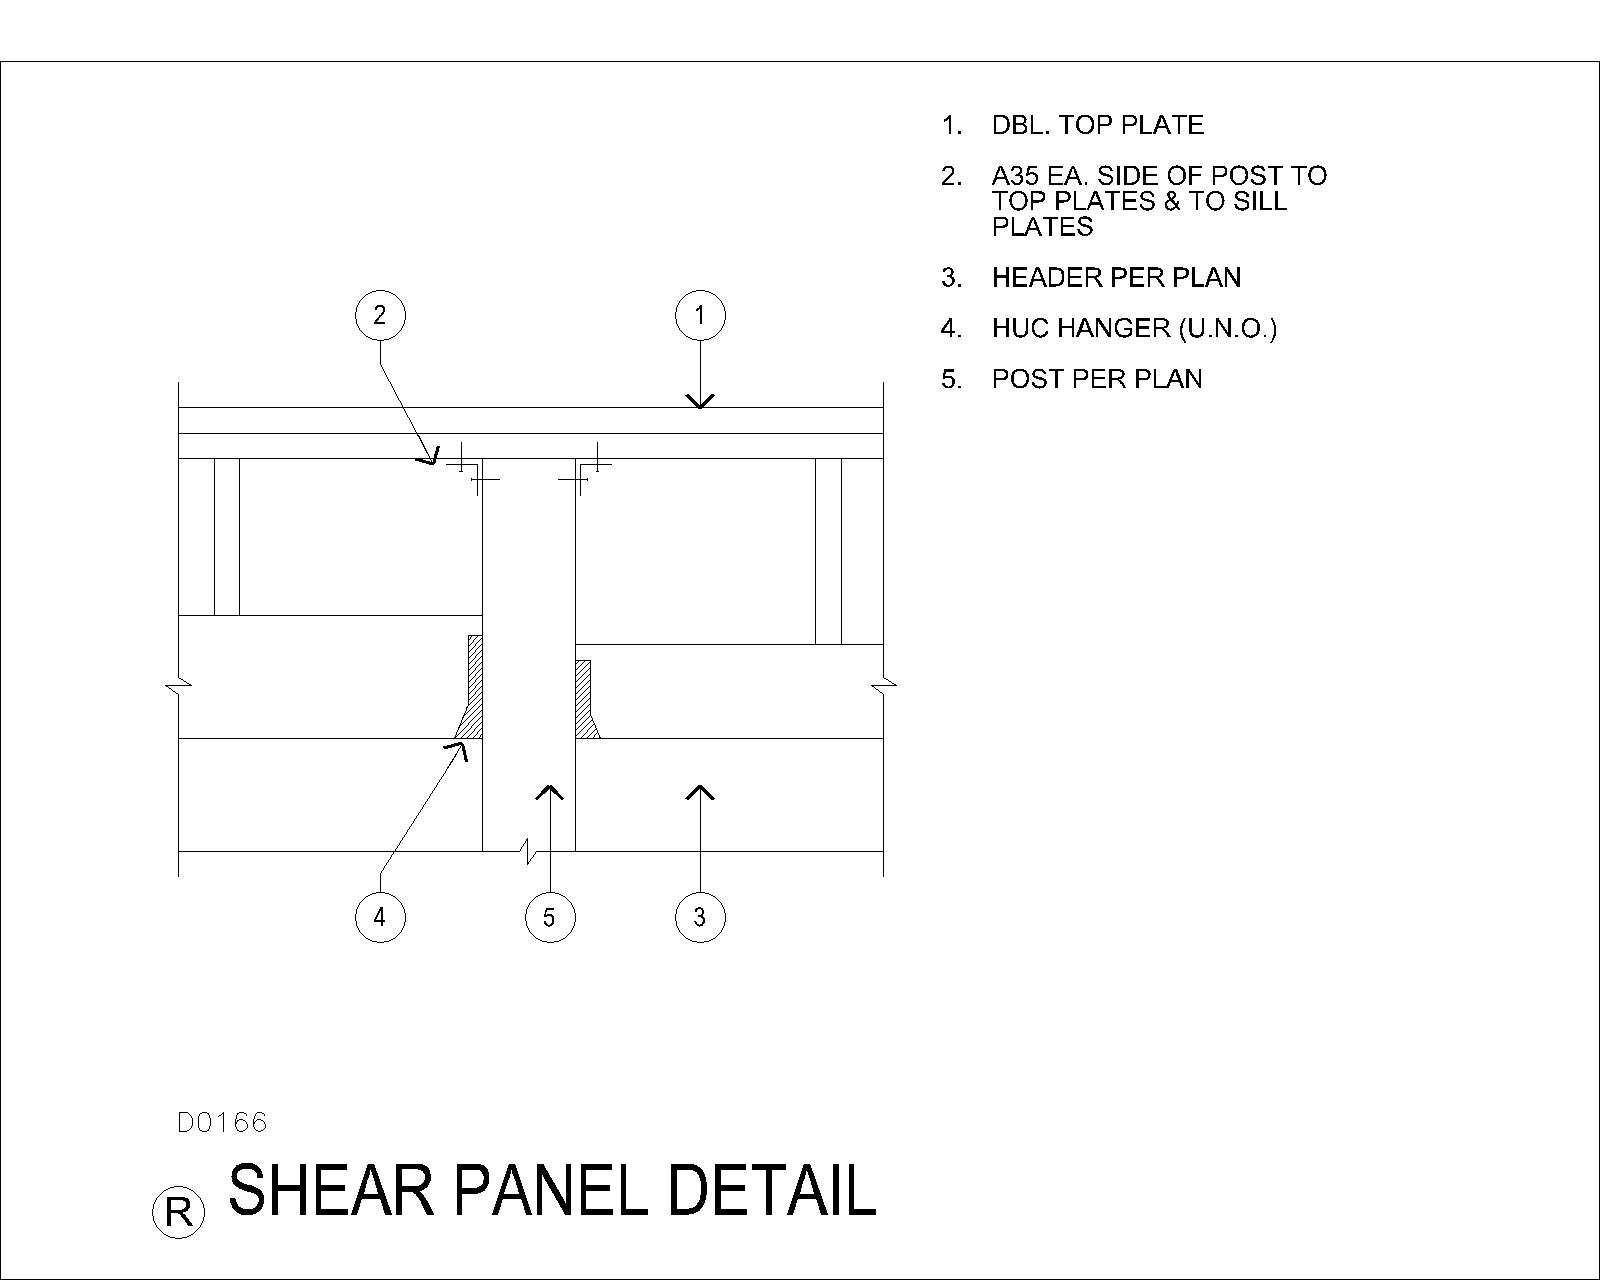 1. DBL. TOP PLATE
2. A35 EA. SIDE OF POST TO
TOP PLATES & TO SILL
PLATES
3. HEADER PER PLAN
4. HUC HANGER (U.N.O.)
5. POST PER PLAN
2
1
4
5
3
D0166
R SHEAR PANEL DETAIL